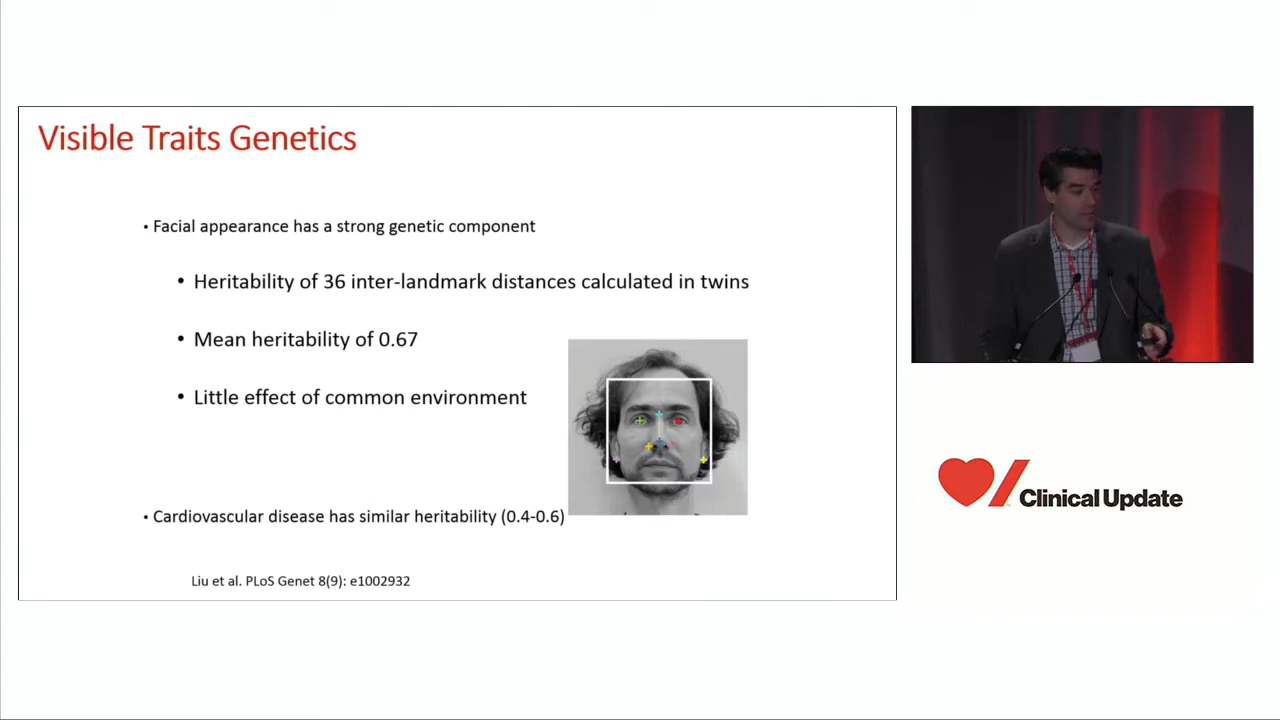 Visible Traits Genetics
• Facial appearance has a strong genetic component
• Heritability of 36 inter-landmark distances calculated in twins
• Mean heritability of 0.67
• Little effect of common environment
• Cardiovascular disease has similar heritability (0.4-0.6)
Liu et al. PLoS Genet 8(9): e1002932
Clinical Update